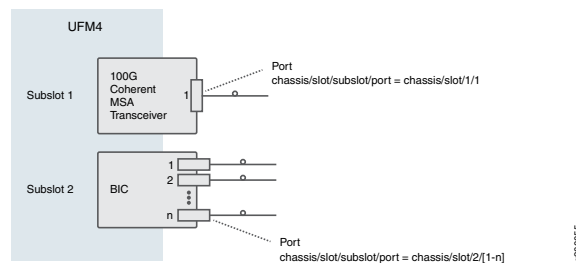 UFM4
Port
chassis/slot/subslot/port = chassis/slot/1/1
Subslot 1
100G
Coherent
MSA
Transceiver
1
Subslot 2
BIC
1
2
n
Port
chassis/slot/subslot/port = chassis/slot/2/[1-n]